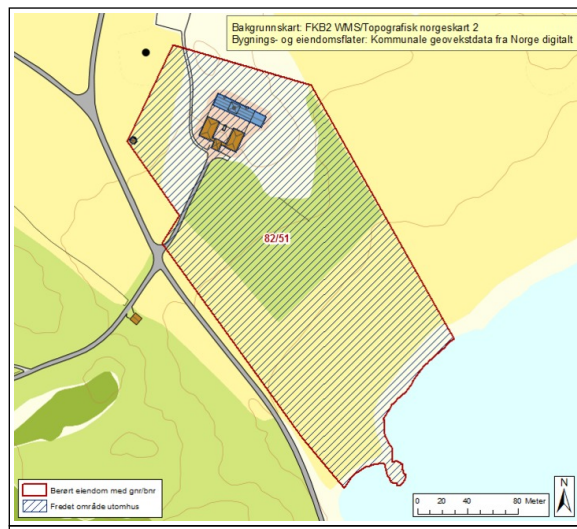 Bakgrunnskart: FKB2 WMS/Topografisk norgeskart 2
Bygnings- og eiendomsflater: Kommunale geovekstdata fra Norge digitalt
82/51
Berørt eiendom med gnr/bnr
Fredet område utomhus
0 20 40 80 Meter
N